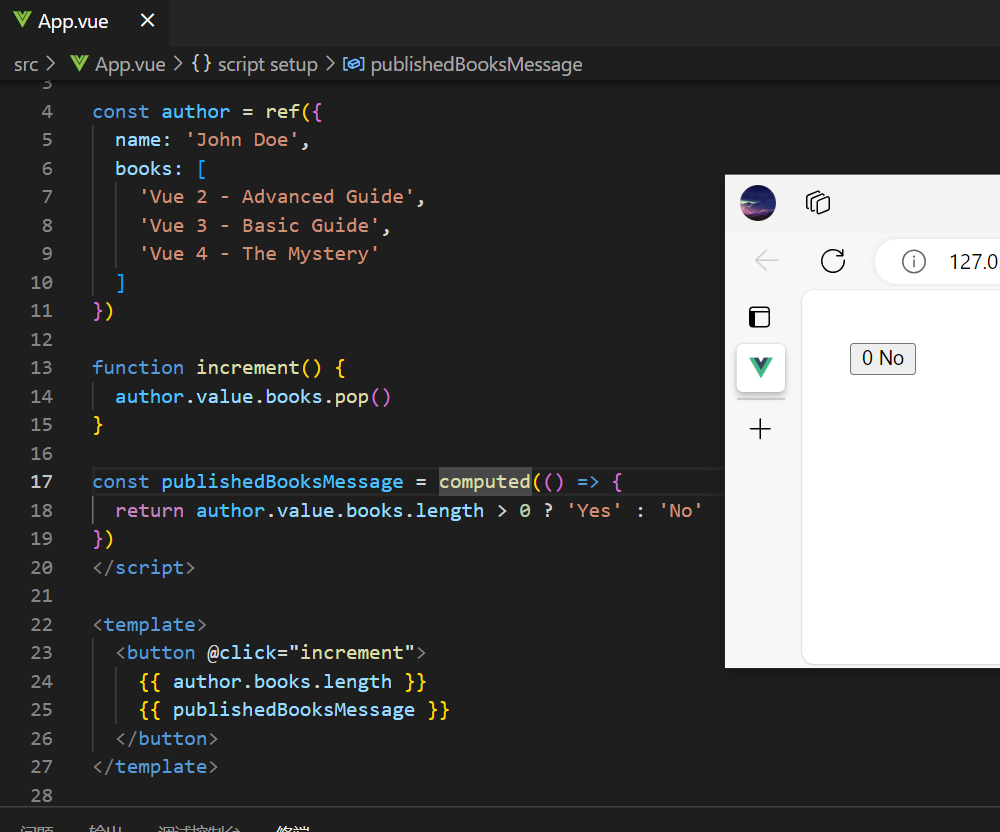 App.vue
src > App.vue > {} script setup > publishedBooksMessage
3
4 const author = ref({
5 name: 'John Doe',
6 books: [
7 'Vue 2 - Advanced Guide',
8 'Vue 3 - Basic Guide',
9 'Vue 4 - The Mystery'
10 ]
11 })
12
13 function increment() {
14 author.value.books.pop()
15 }
16
17 const publishedBooksMessage = computed(() => {
18 return author.value.books.length > 0 ? 'Yes' : 'No'
19 })
20 </script>
21
22 <template>
23 <button @click="increment">
24 {{ author.books.length }}
25 {{ publishedBooksMessage }}
26 </button>
27 </template>
28
127.0
0 No